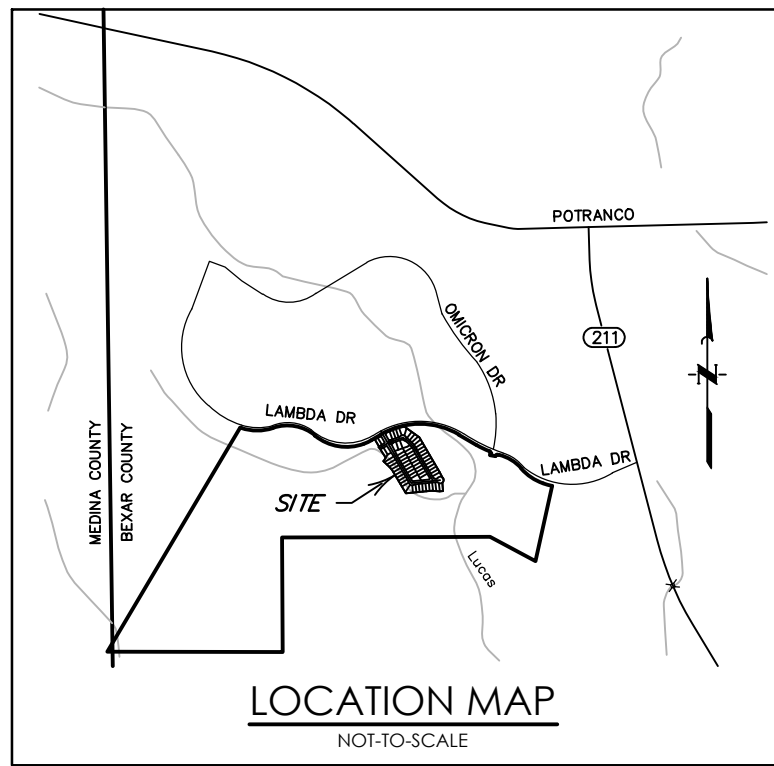 POTRANCO
OMICRON DR
211
N
LAMBDA DR
LAMBDA DR
SITE
MEDINA COUNTY
BEXAR COUNTY
Lucas
LOCATION MAP
NOT-TO-SCALE